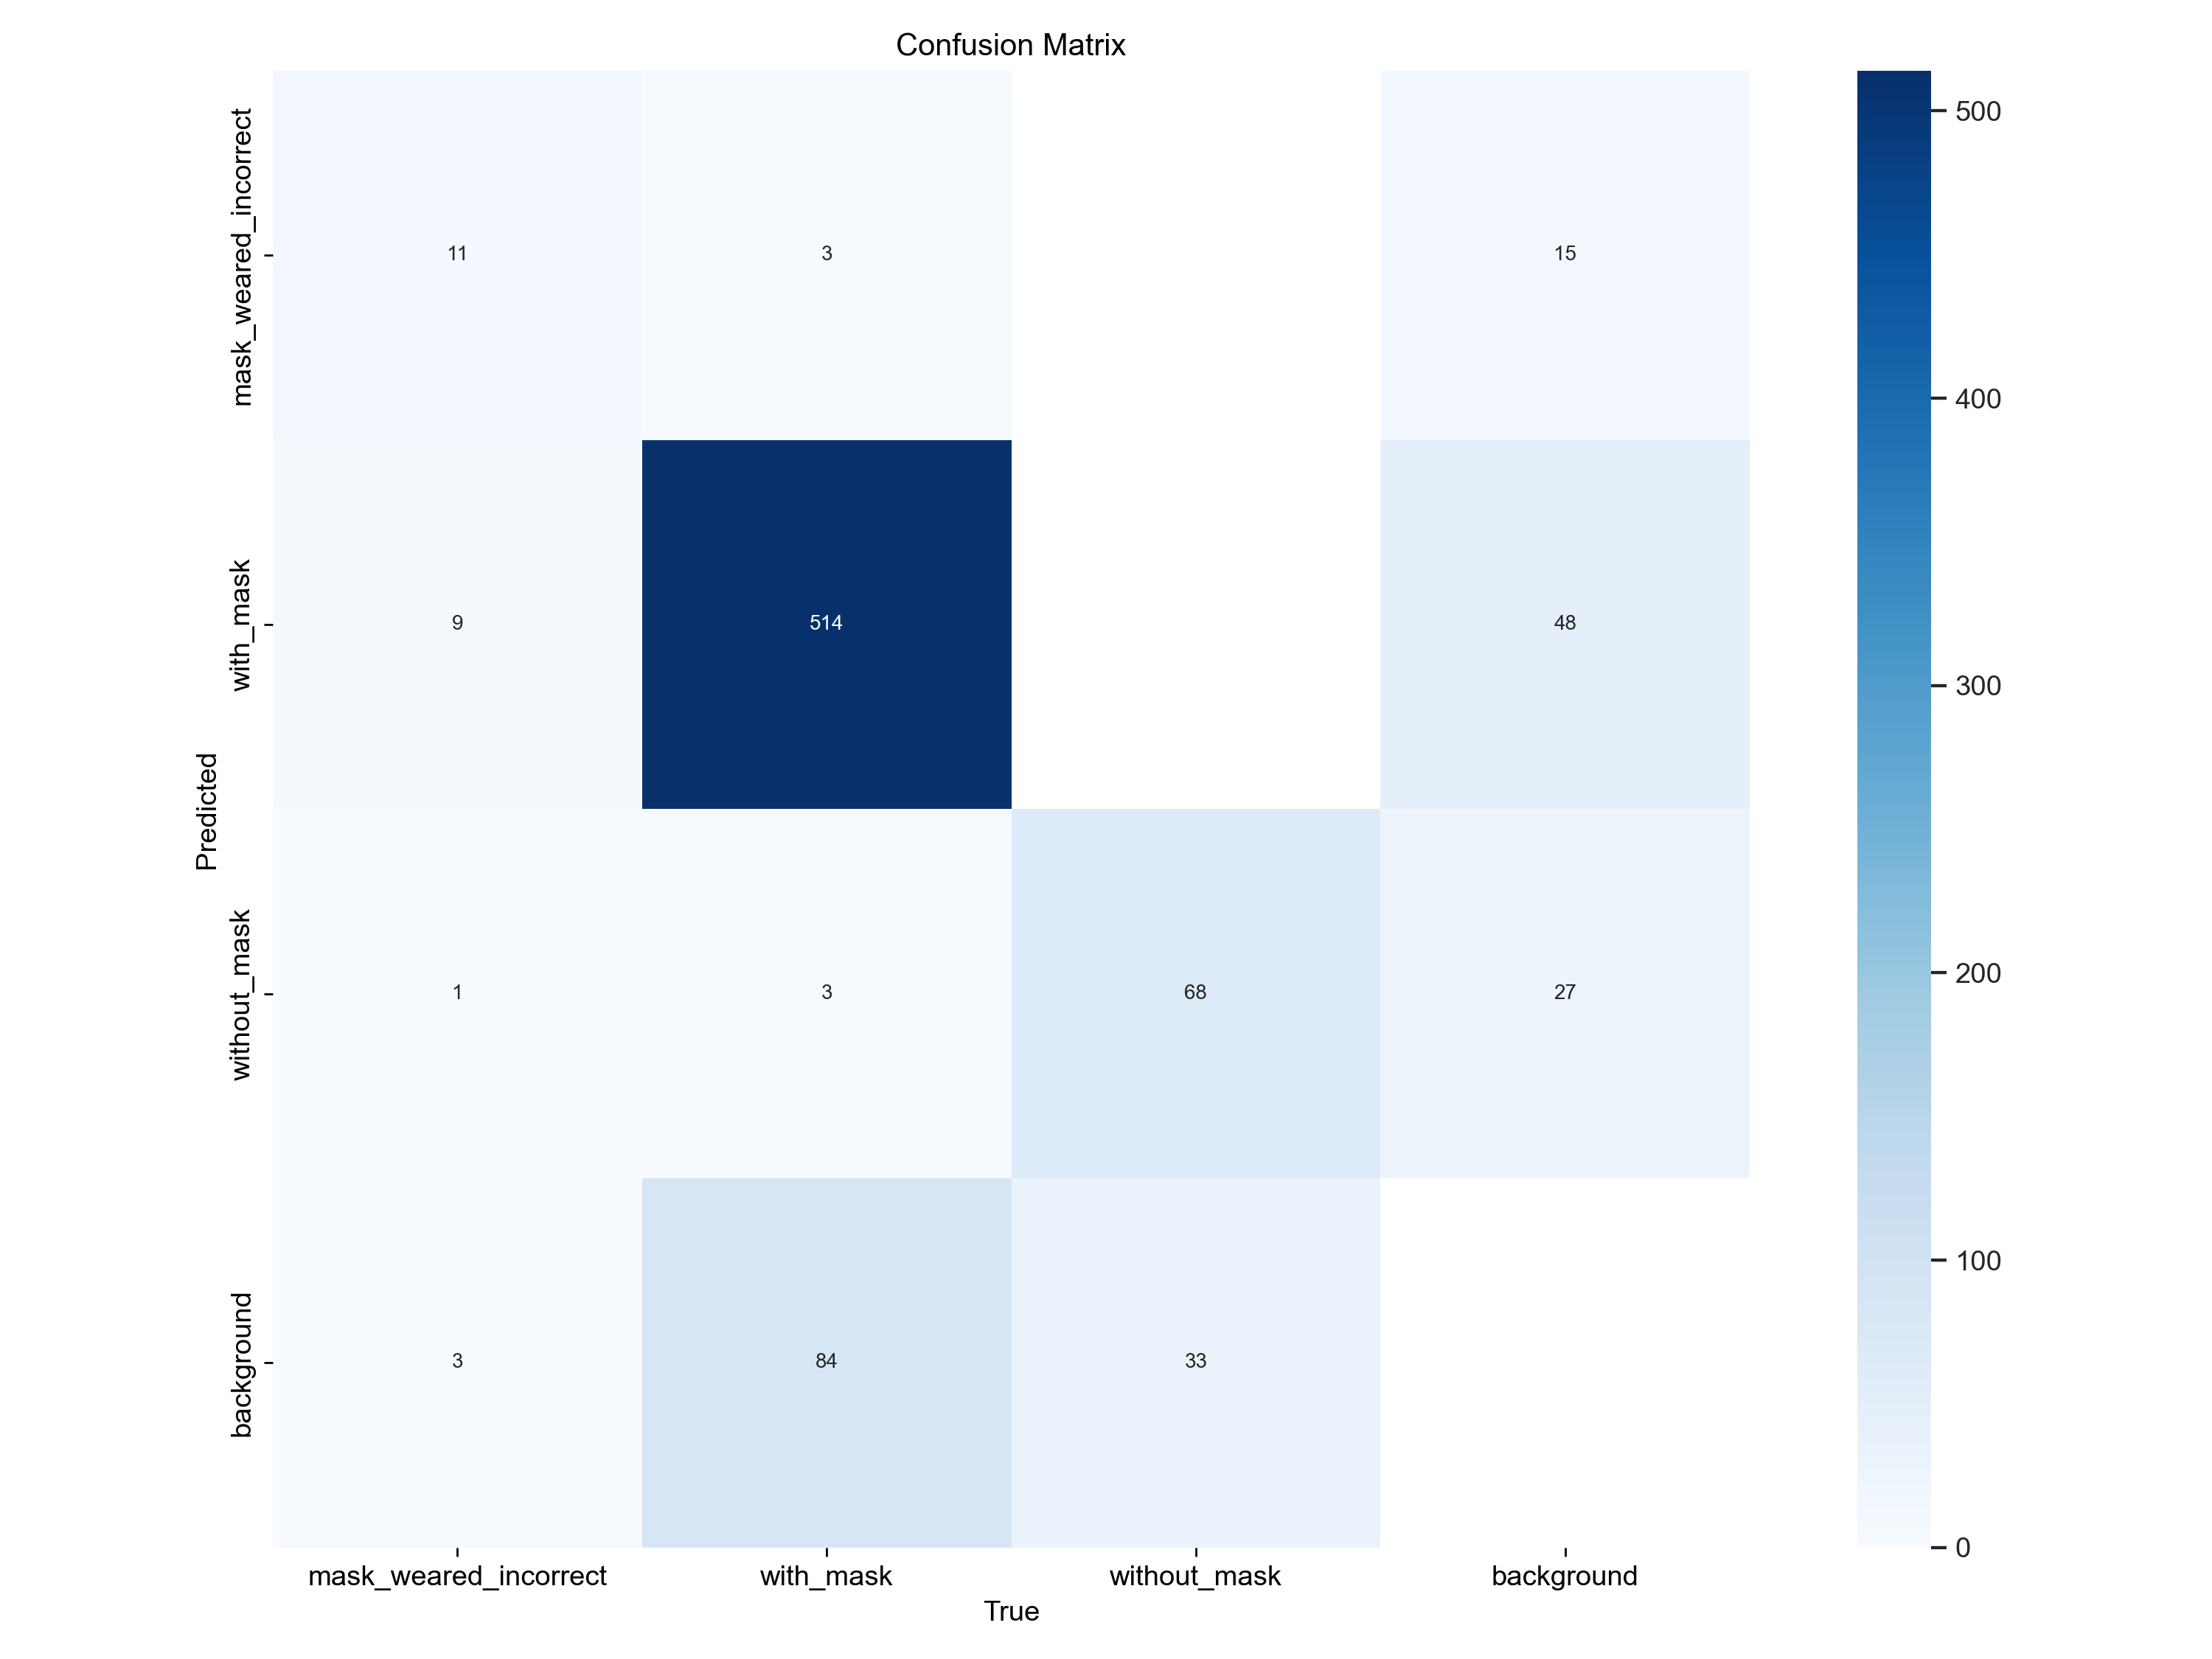 Confusion Matrix
mask_weared_incorrect
11
3
15
with_mask
9
514
48
without_mask
1
3
68
27
background
3
84
33
Predicted
mask_weared_incorrect
with_mask
without_mask
background
True
500
400
300
200
100
0